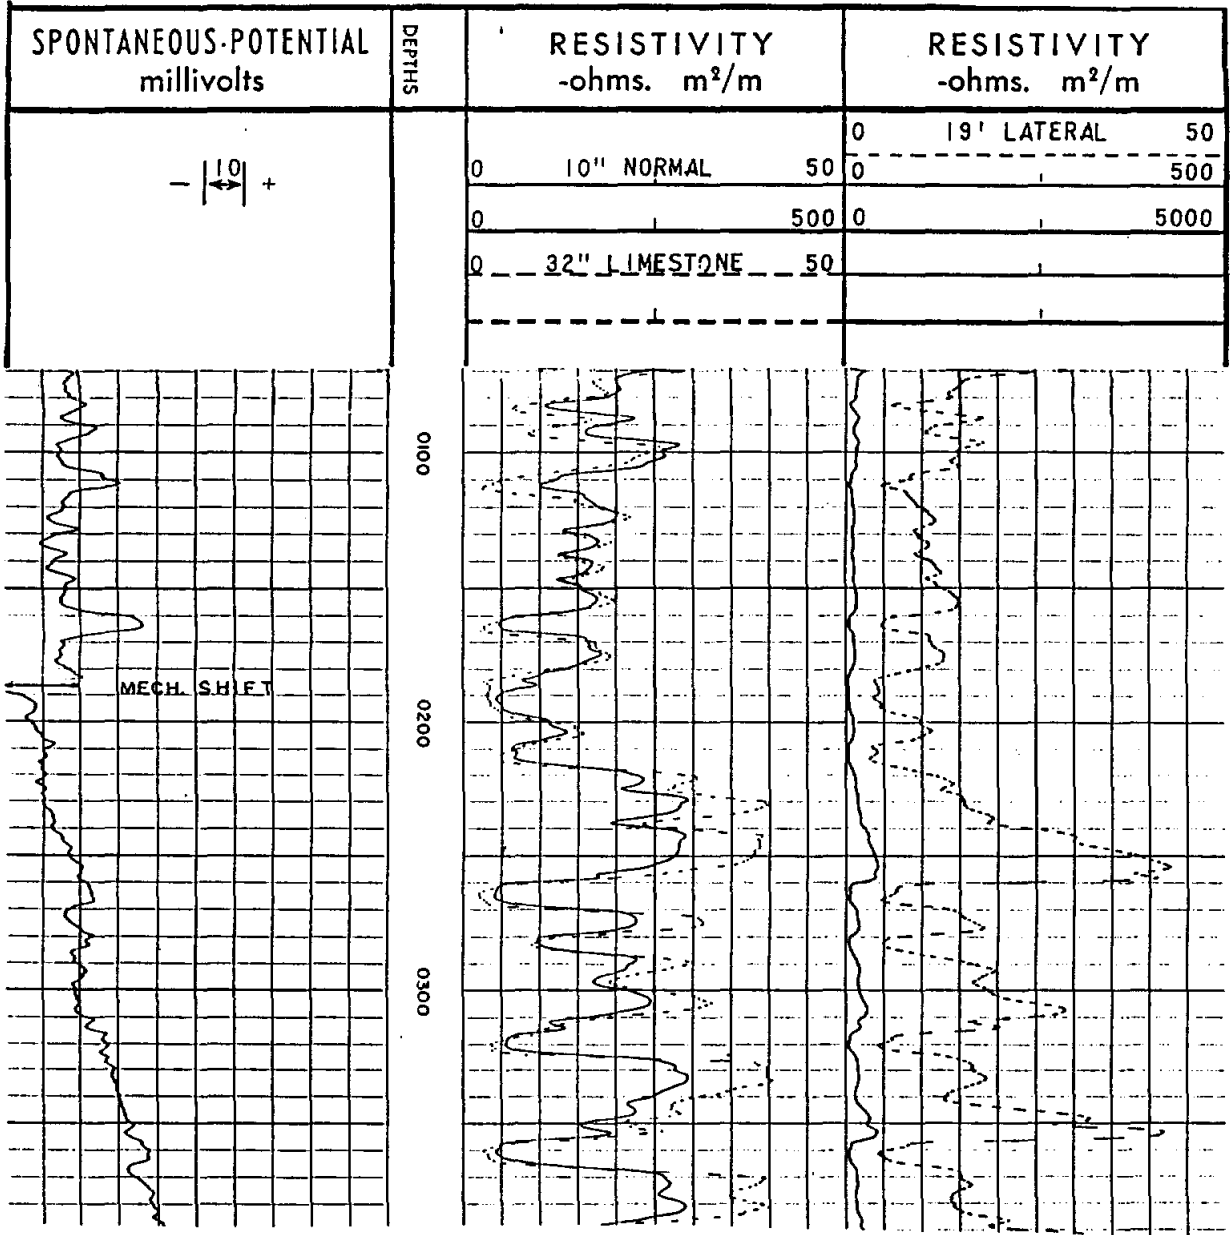 SPONTANEOUS-POTENTIAL
millivolts
DEPTHS
RESISTIVITY
-ohms. m²/m
RESISTIVITY
-ohms. m²/m
- 10 +
0 10" NORMAL 50
0 500
0 32" LIMESTONE 50
0 19' LATERAL 50
0 500
0 5000
0100
MECH. SHIFT
0200
0300